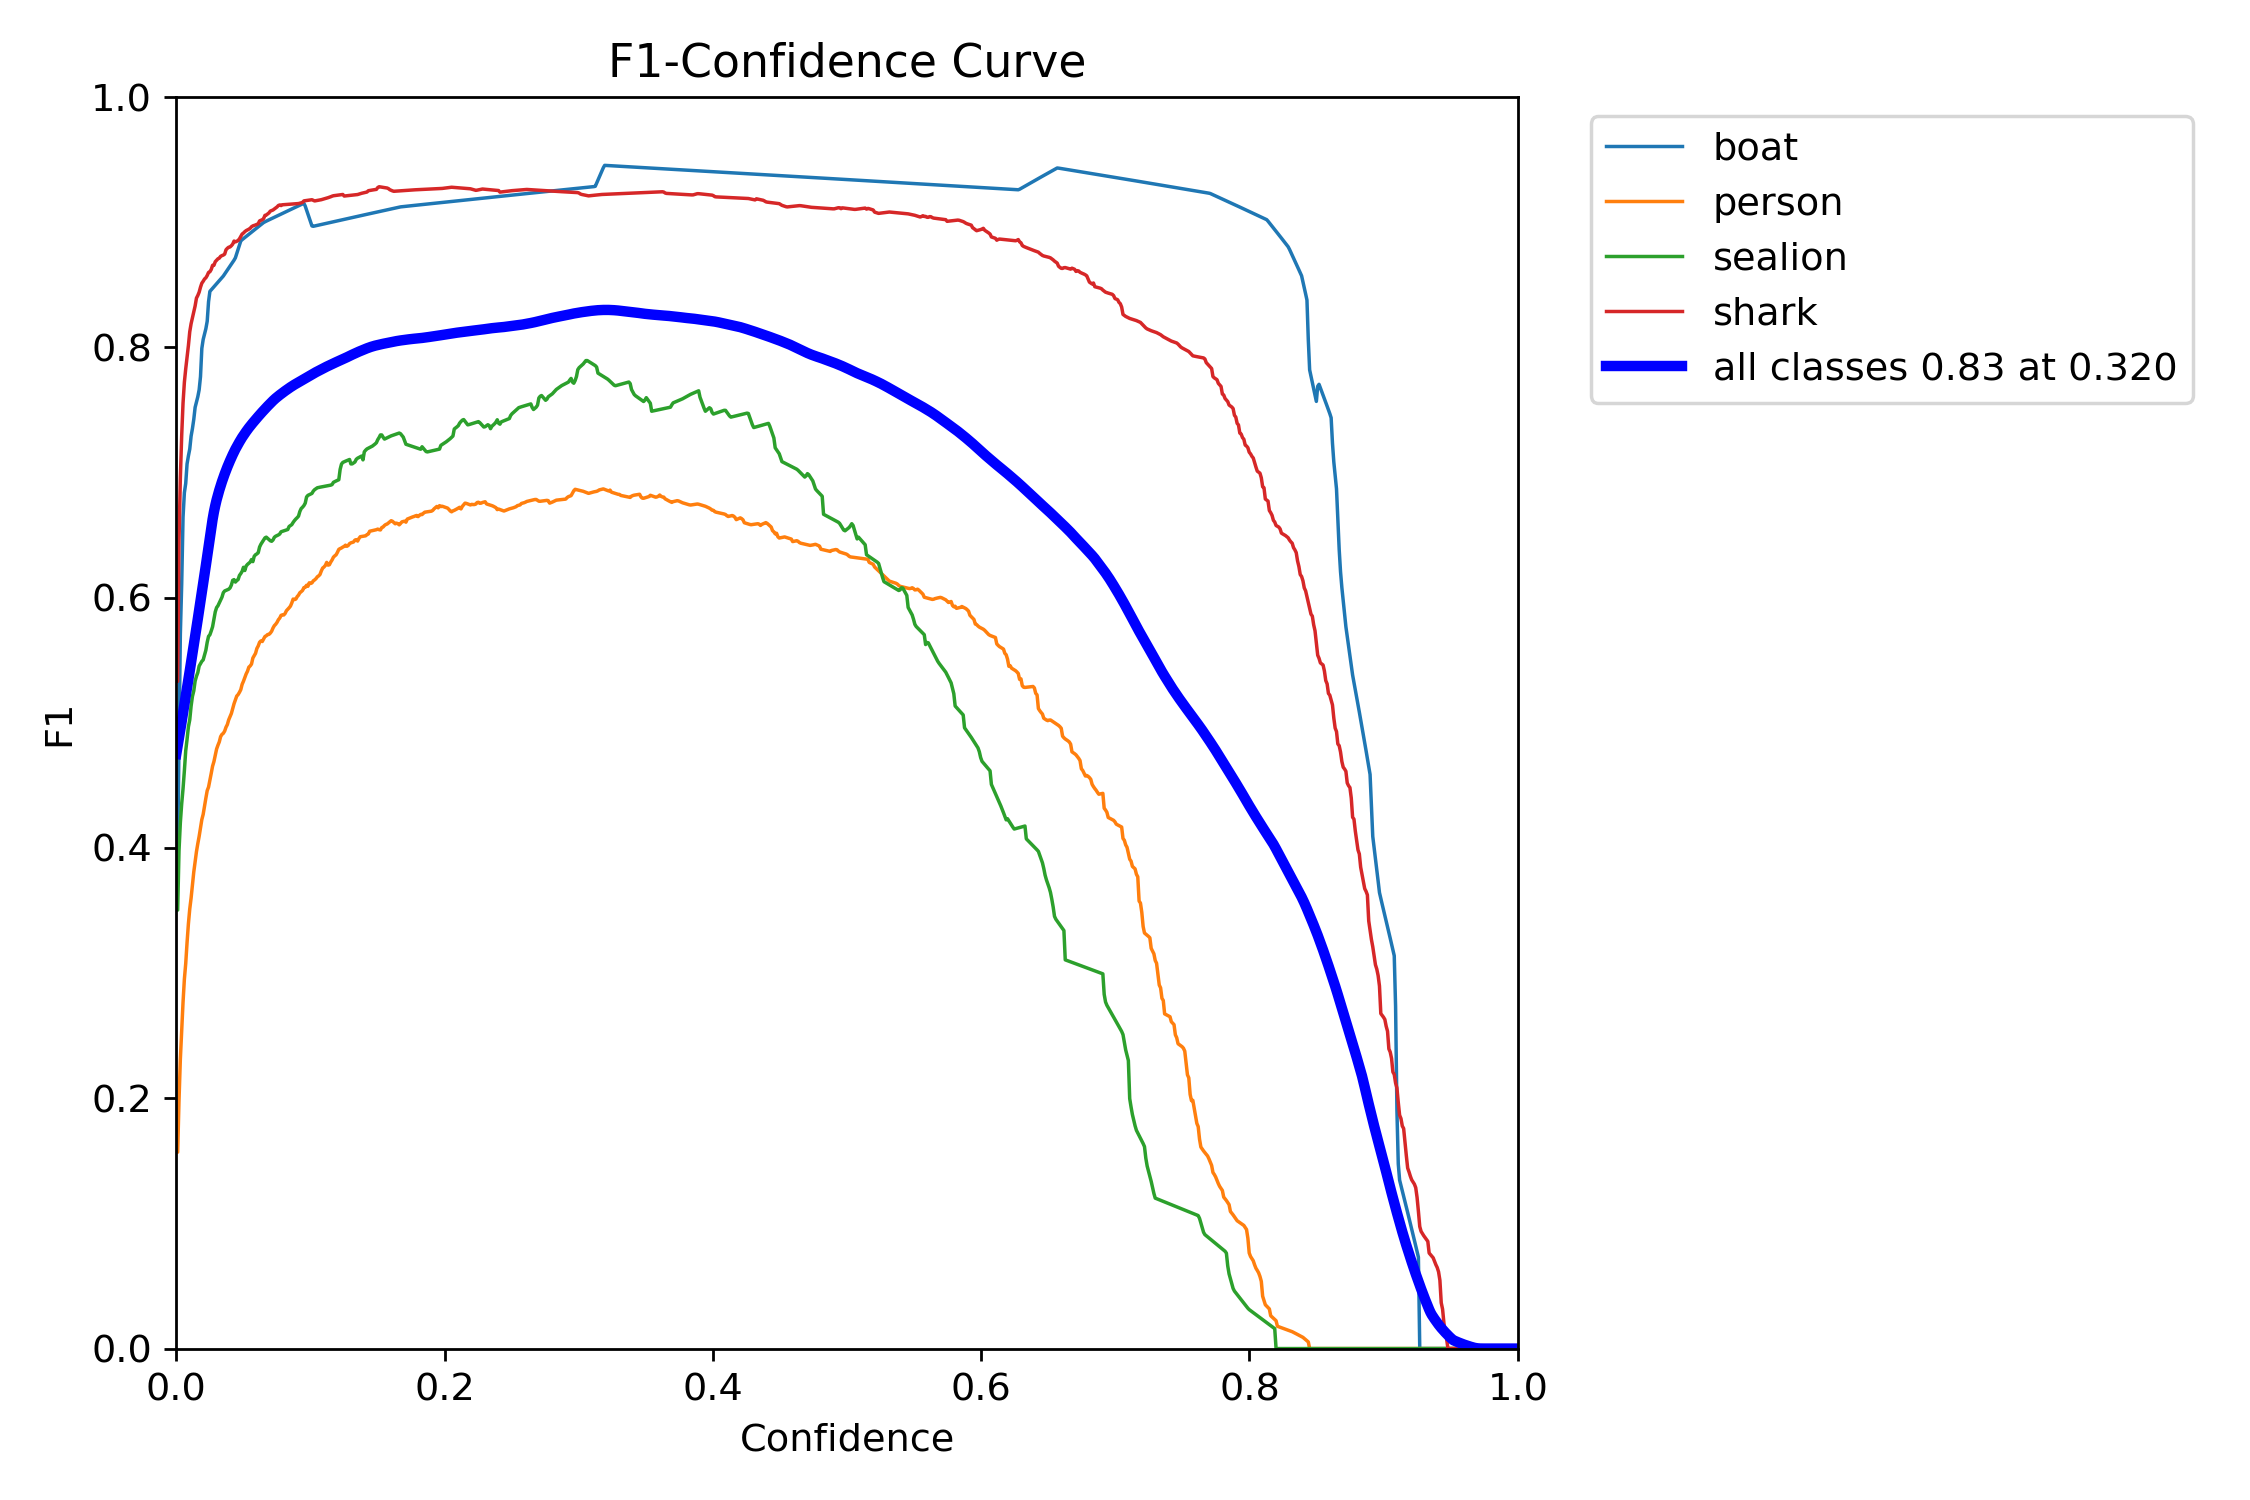 F1-Confidence Curve
1.0
0.8
0.6
0.4
0.2
0.0
F1
0.0 0.2 0.4 0.6 0.8 1.0
Confidence
boat
person
sealion
shark
all classes 0.83 at 0.320